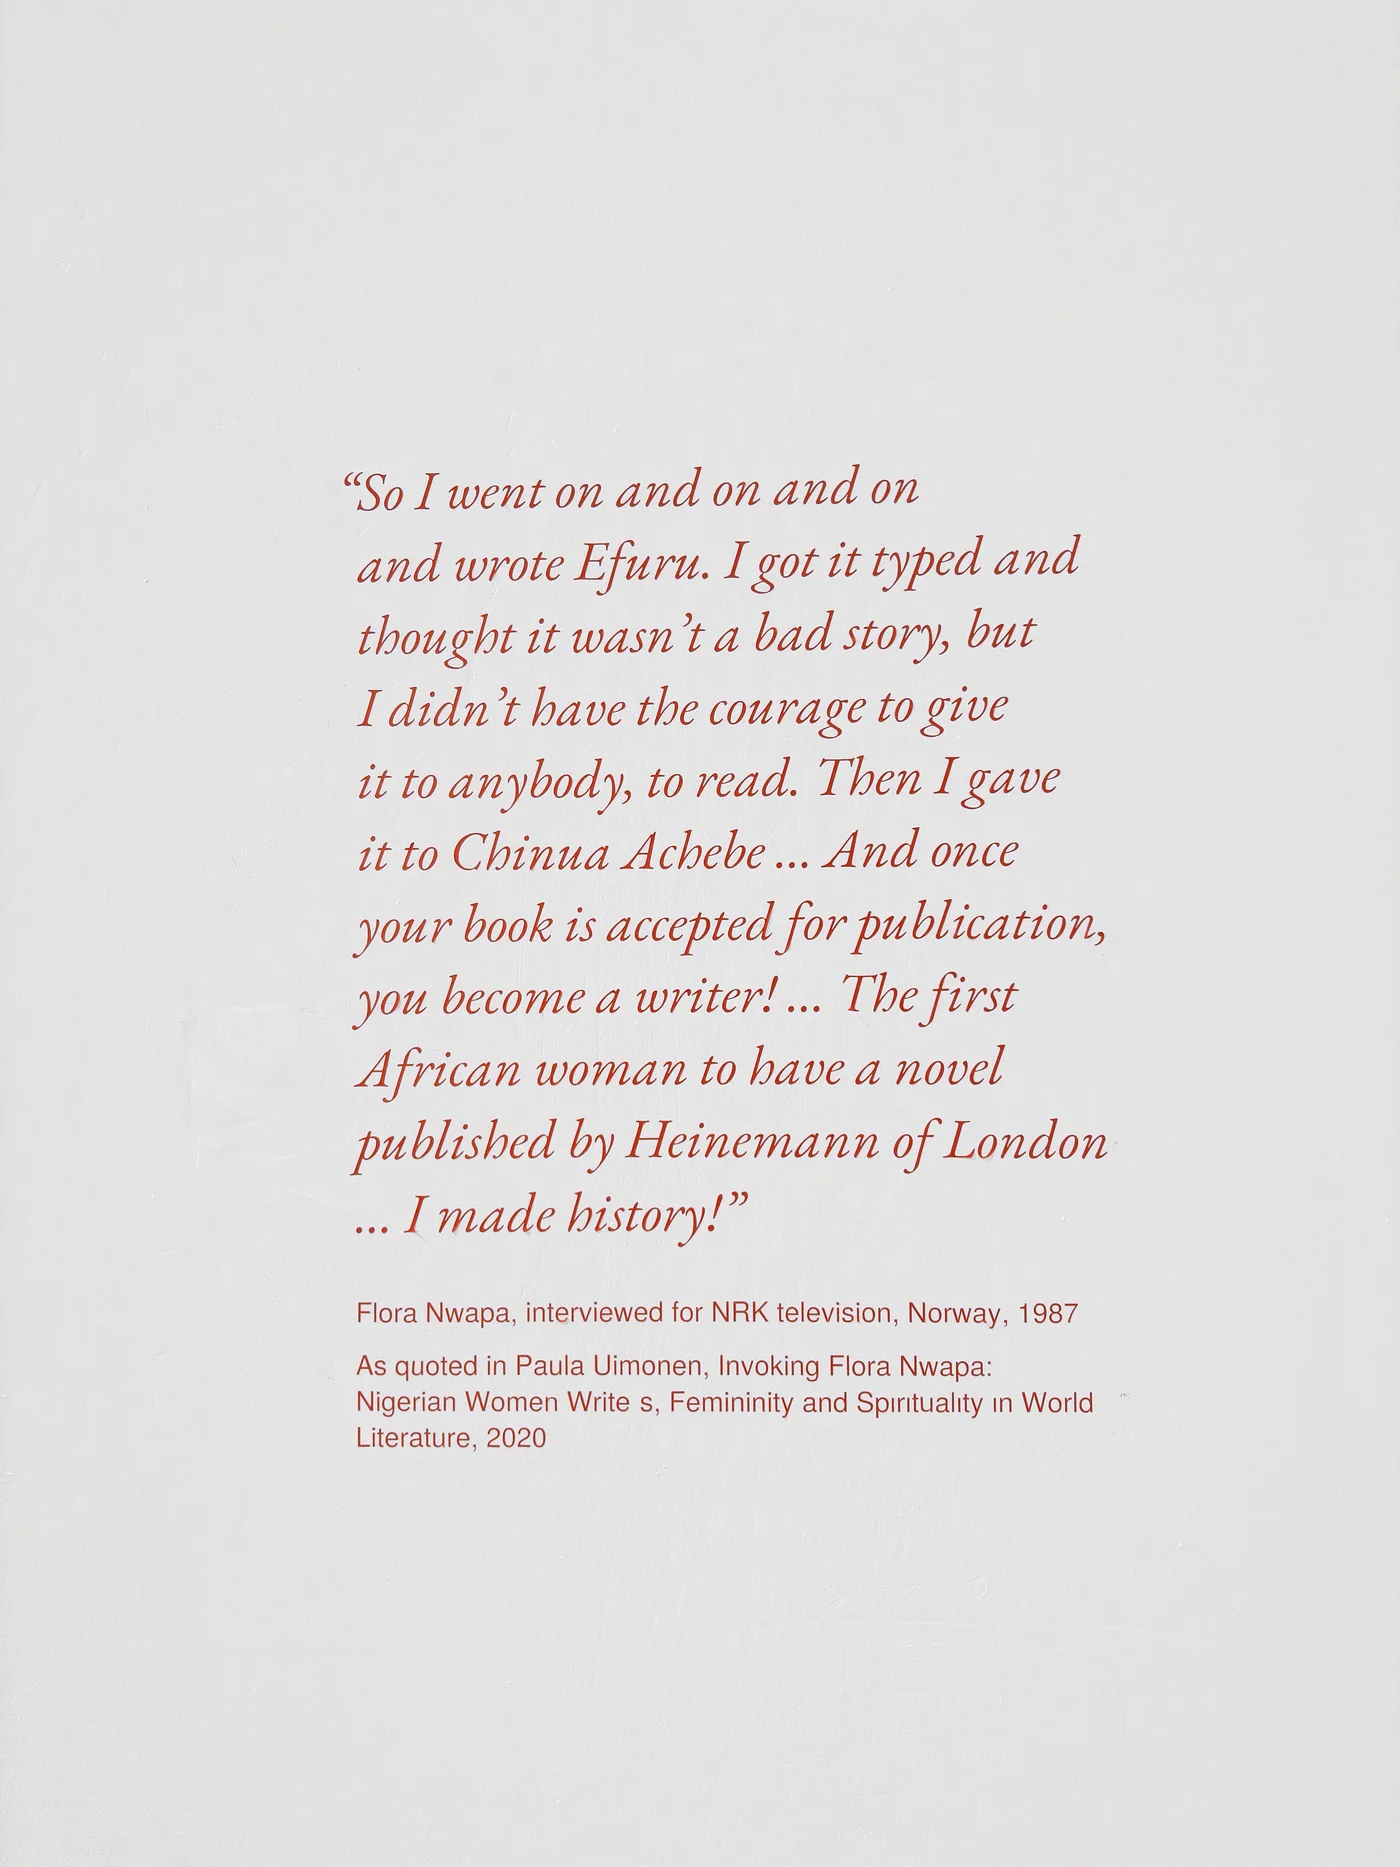 “So I went on and on and on
and wrote Efuru. I got it typed and
thought it wasn’t a bad story, but
I didn’t have the courage to give
it to anybody, to read. Then I gave
it to Chinua Achebe ... And once
your book is accepted for publication,
you become a writer! ... The first
African woman to have a novel
published by Heinemann of London
... I made history!”
Flora Nwapa, interviewed for NRK television, Norway, 1987
As quoted in Paula Uimonen, Invoking Flora Nwapa:
Nigerian Women Write s, Femininity and Spirituality in World
Literature, 2020